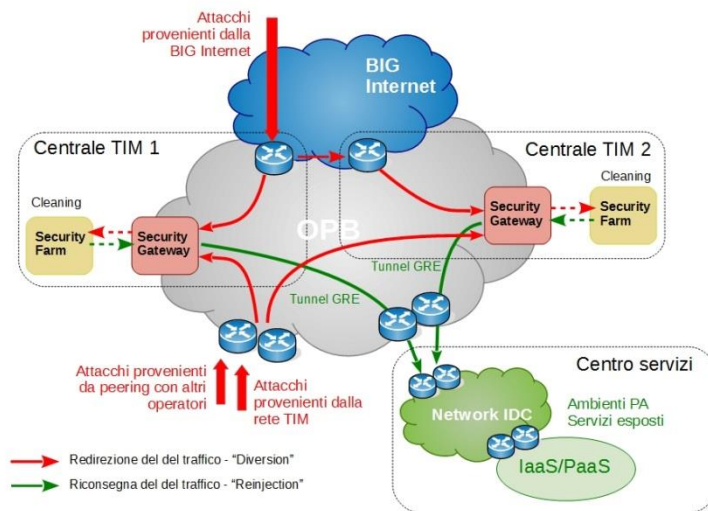 Attacchi
provenienti dalla
BIG Internet
BIG
Internet
Centrale TIM 1
Centrale TIM 2
Cleaning
Security
Farm
Security
Gateway
OPB
Security
Gateway
Cleaning
Security
Farm
Tunnel GRE
Tunnel GRE
Attacchi provenienti
da peering con altri
operatori
Attacchi
provenienti dalla
rete TIM
Centro servizi
Network IDC
Ambienti PA
Servizi esposti
IaaS/PaaS
Redirezione del del traffico - “Diversion”
Riconsegna del del traffico - “Reinjection”